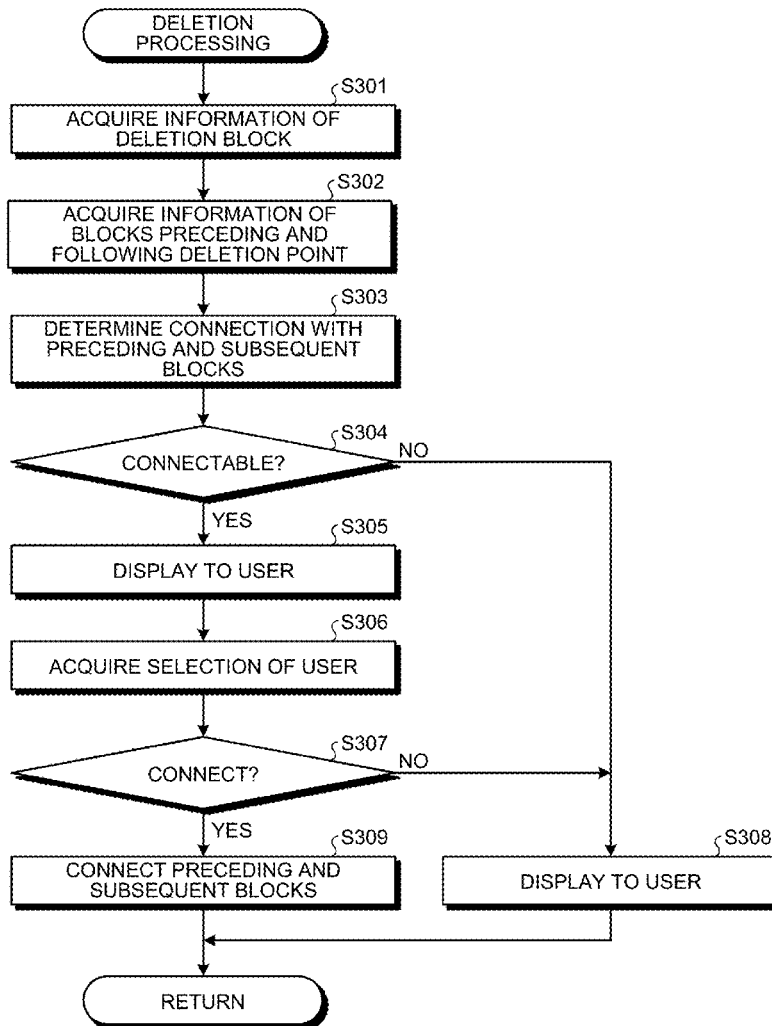 DELETION
PROCESSING
S301
ACQUIRE INFORMATION OF
DELETION BLOCK
S302
ACQUIRE INFORMATION OF
BLOCKS PRECEDING AND
FOLLOWING DELETION POINT
S303
DETERMINE CONNECTION WITH
PRECEDING AND SUBSEQUENT
BLOCKS
S304
CONNECTABLE?
NO
YES
S305
DISPLAY TO USER
S306
ACQUIRE SELECTION OF USER
S307
CONNECT?
NO
YES
S309
CONNECT PRECEDING AND
SUBSEQUENT BLOCKS
S308
DISPLAY TO USER
RETURN